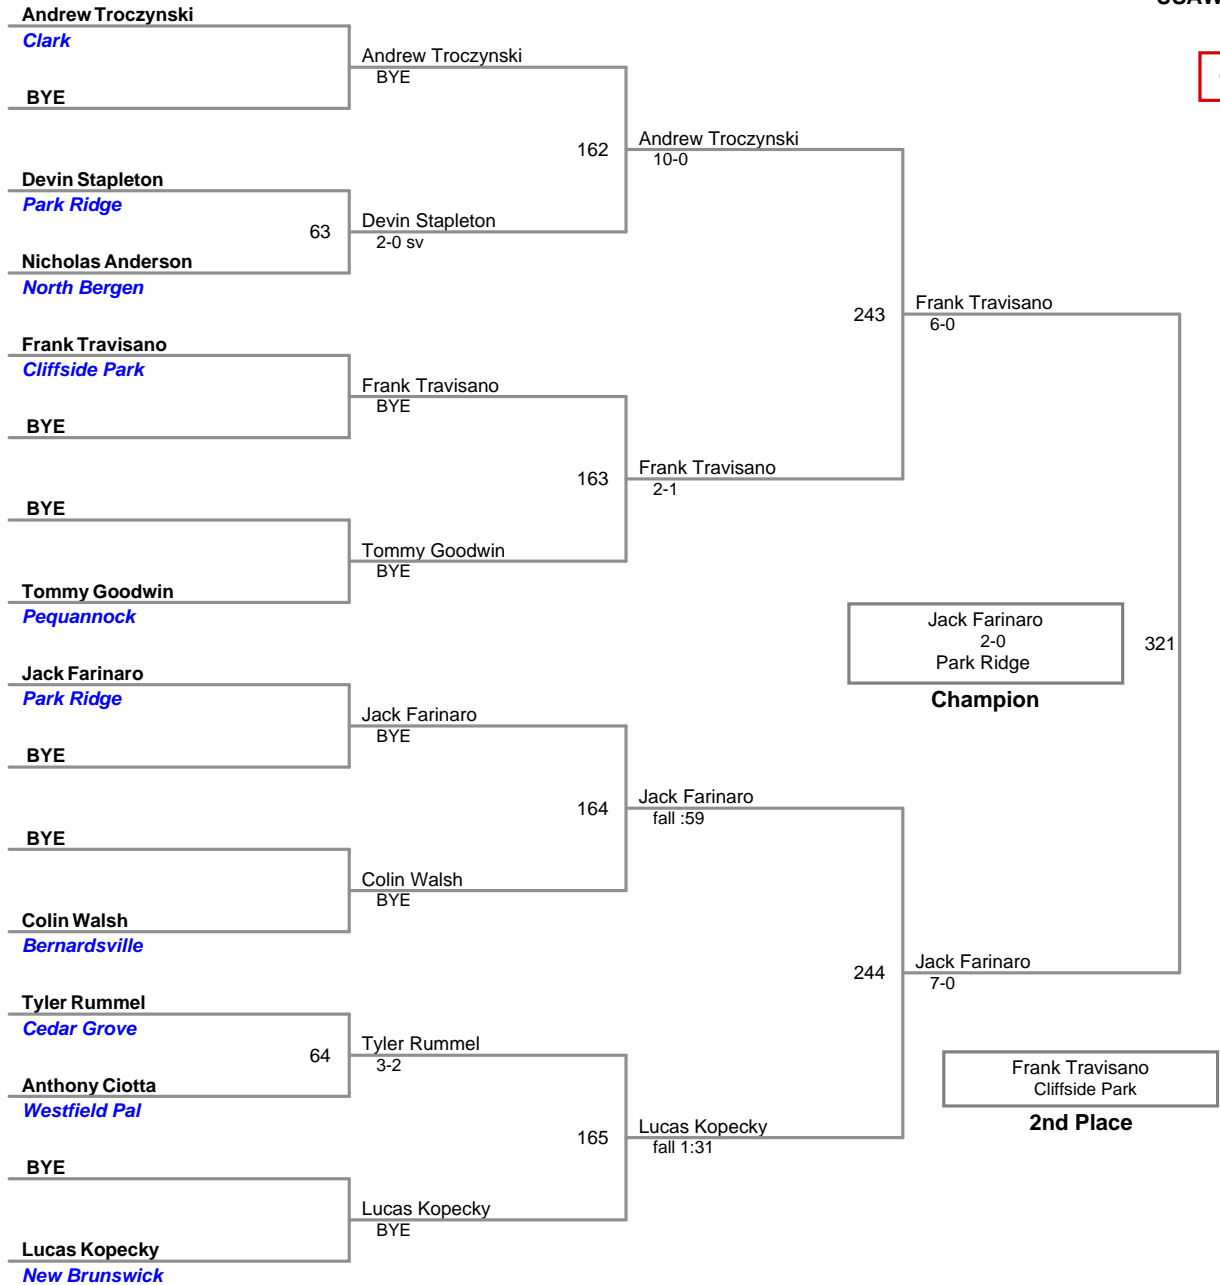 Andrew Troczynski
Clark
BYE
Devin Stapleton
Park Ridge
Nicholas Anderson
North Bergen
Frank Travisano
Cliffside Park
BYE
BYE
Tommy Goodwin
Pequannock
Jack Farinaro
Park Ridge
BYE
BYE
Colin Walsh
Bernardsville
Tyler Rummel
Cedar Grove
Anthony Ciotta
Westfield Pal
BYE
Lucas Kopecky
New Brunswick
63
64
Andrew Troczynski
BYE
Devin Stapleton
2-0 sv
Frank Travisano
BYE
Tommy Goodwin
BYE
Jack Farinaro
BYE
Colin Walsh
BYE
Tyler Rummel
3-2
Lucas Kopecky
BYE
162
163
164
165
Andrew Troczynski
10-0
Frank Travisano
2-1
Jack Farinaro
fall :59
Lucas Kopecky
fall 1:31
243
244
Frank Travisano
6-0
Jack Farinaro
7-0
321
Jack Farinaro
2-0
Park Ridge
Champion
Frank Travisano
Cliffside Park
2nd Place